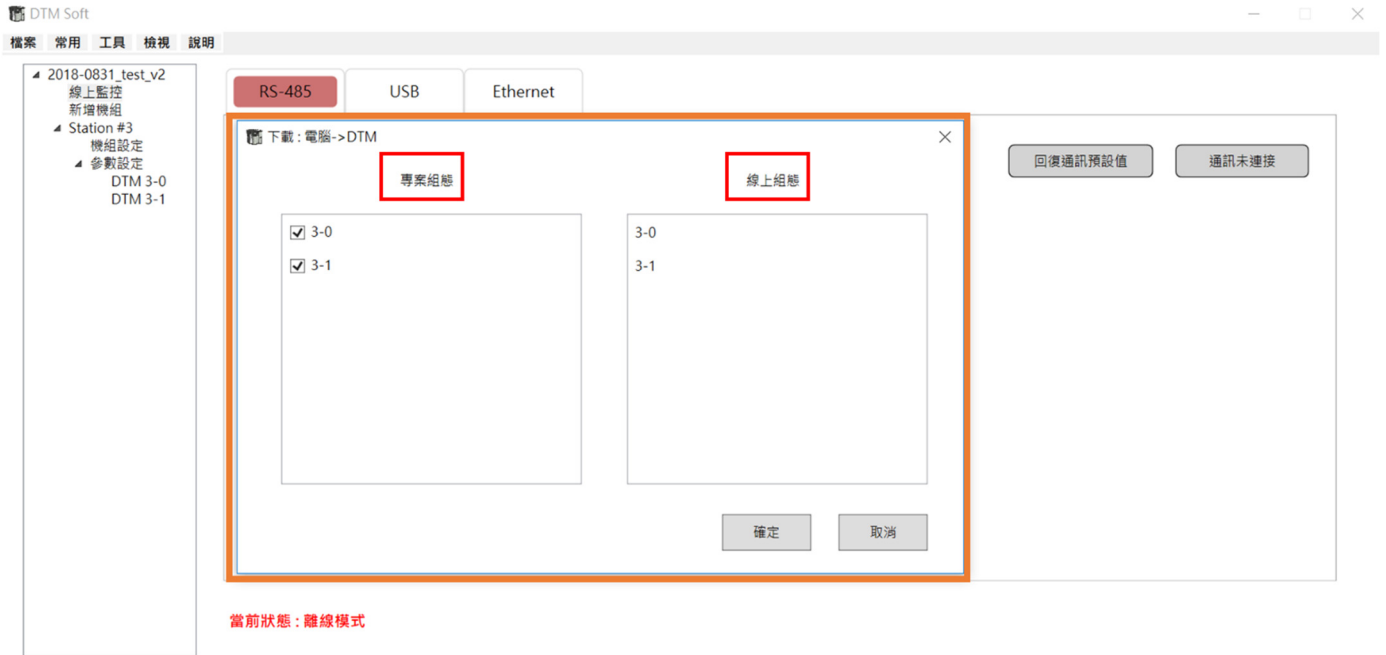 DTM Soft
檔案 常用 工具 檢視 說明
2018-0831_test_v2
線上監控
新增機組
Station #3
機組設定
參數設定
DTM 3-0
DTM 3-1
RS-485 USB Ethernet
下載 : 電腦->DTM
專案組態 線上組態
3-0 3-0
3-1 3-1
確定 取消
回復通訊預設值 通訊未連接
當前狀態 : 離線模式